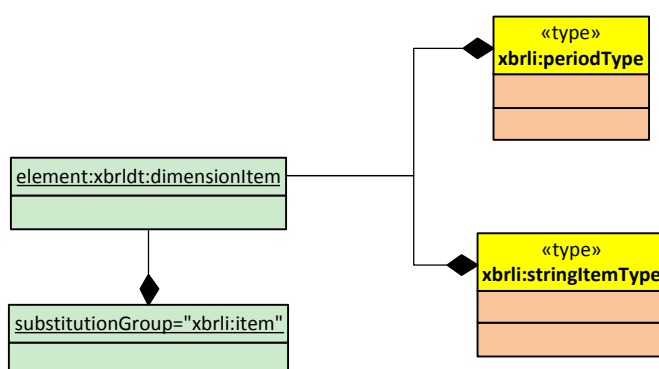 «type»
xbrli:periodType
element:xbrldt:dimensionItem
«type»
xbrli:stringItemType
substitutionGroup="xbrli:item"